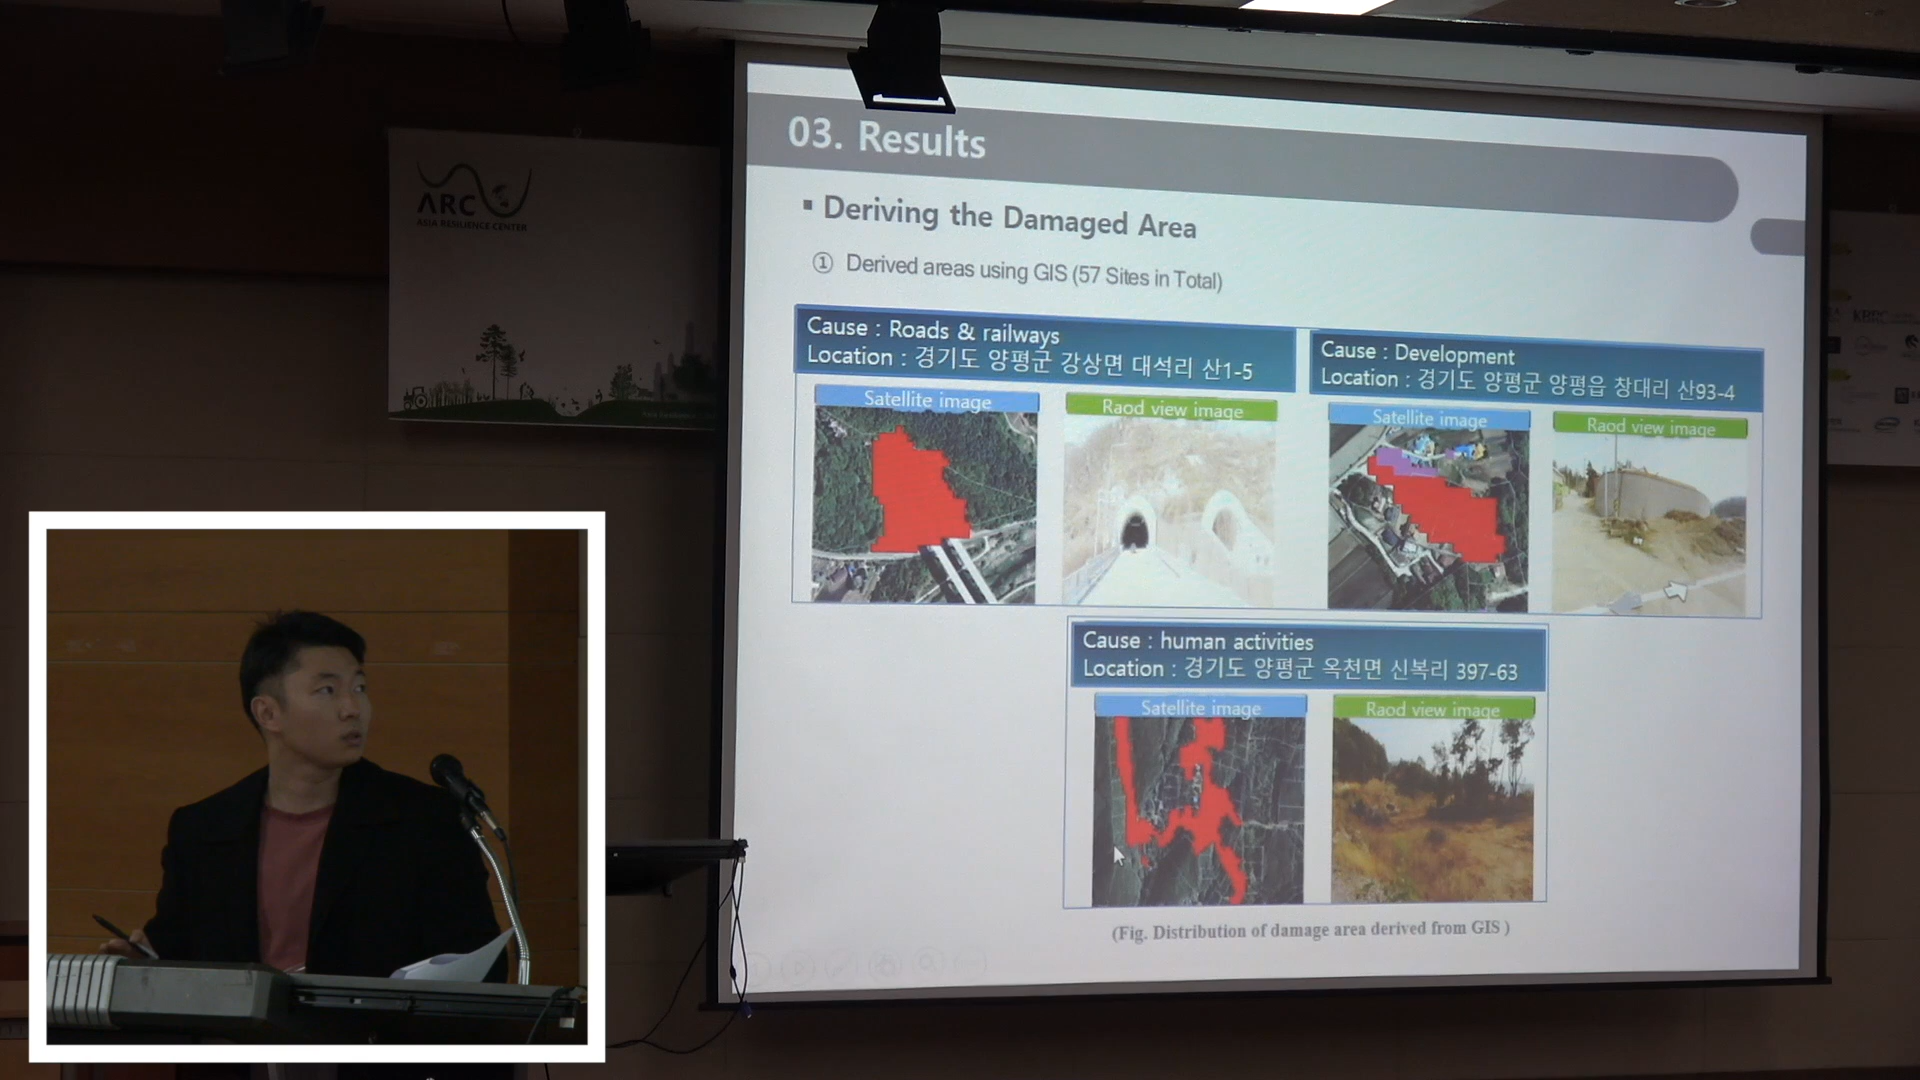 ARC
ASIA RESILIENCE CENTER
03. Results
▪ Deriving the Damaged Area
① Derived areas using GIS (57 Sites in Total)
Cause : Roads & railways
Location : 경기도 양평군 강상면 대석리 산1-5
Satellite image
Raod view image
Cause : Development
Location : 경기도 양평군 양평읍 창대리 산93-4
Satellite image
Raod view image
Cause : human activities
Location : 경기도 양평군 옥천면 신복리 397-63
Satellite image
Raod view image
(Fig. Distribution of damage area derived from GIS )